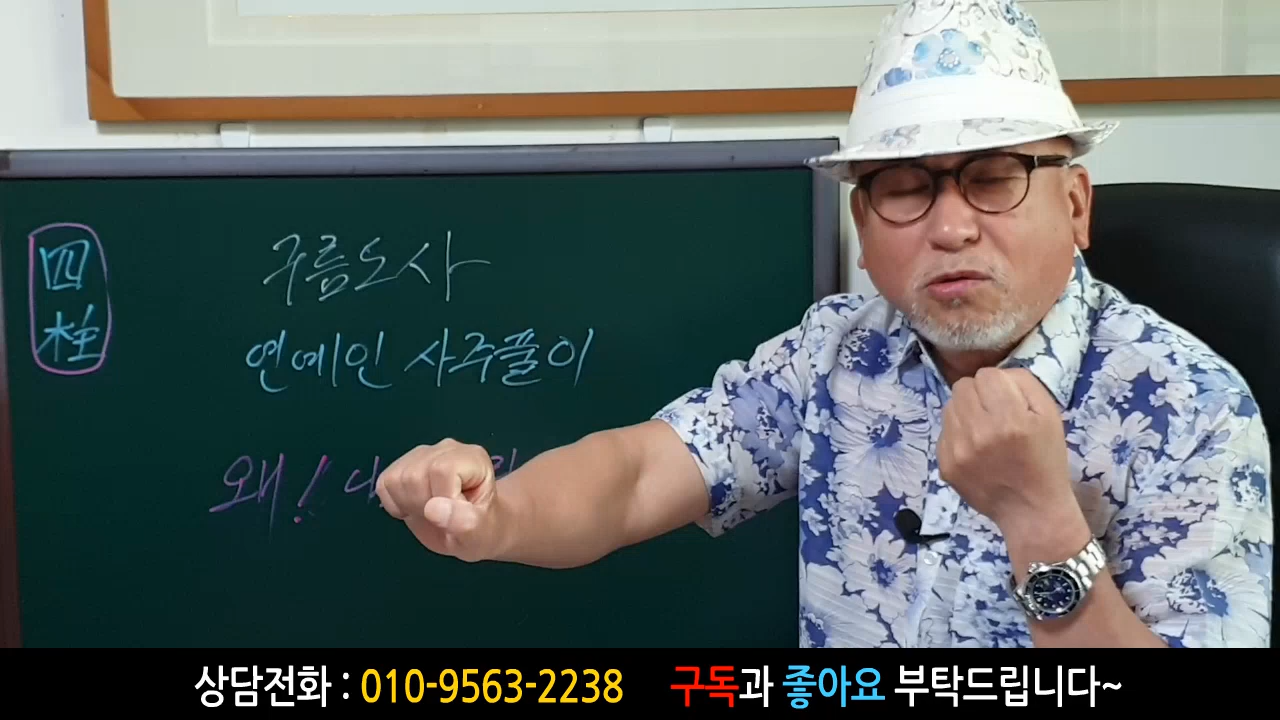 四
柱
구름도사
연예인 사주풀이
왜!
상담전화 : 010-9563-2238 구독과 좋아요 부탁드립니다~